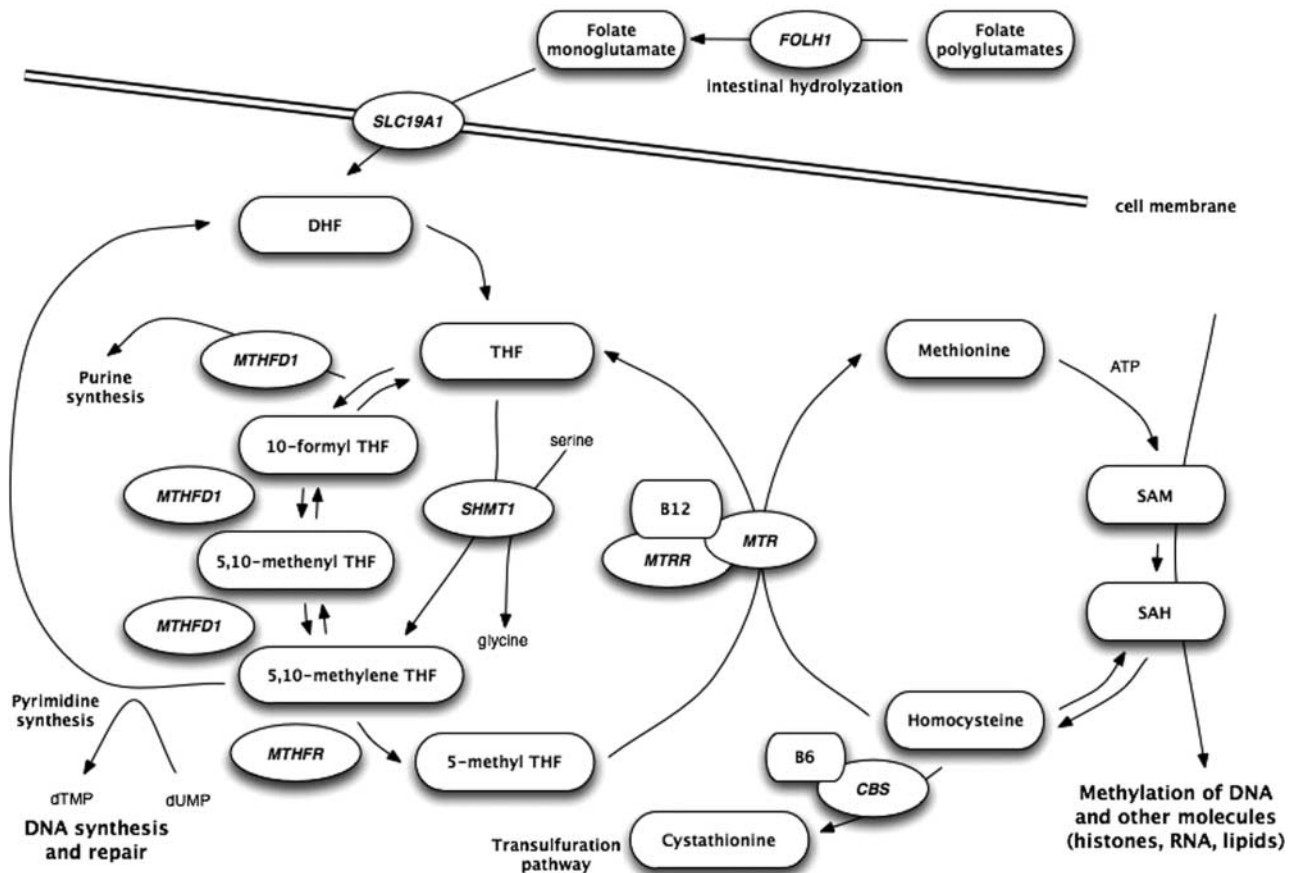 Folate
monoglutamate
FOLH1
Folate
polyglutamates
Intestinal hydrolyzation
SLC19A1
cell membrane
DHF
THF
Methionine
ATP
MTHFD1
Purine
synthesis
10-formyl THF
serine
MTHFD1
SHMT1
B12
MTRR
MTR
SAM
5,10-methenyl THF
MTHFD1
glycine
SAH
5,10-methylene THF
Pyrimidine
synthesis
MTHFR
5-methyl THF
Homocysteine
B6
CBS
dTMP
dUMP
DNA synthesis
and repair
Transulfuration
pathway
Cystathionine
Methylation of DNA
and other molecules
(histones, RNA, lipids)